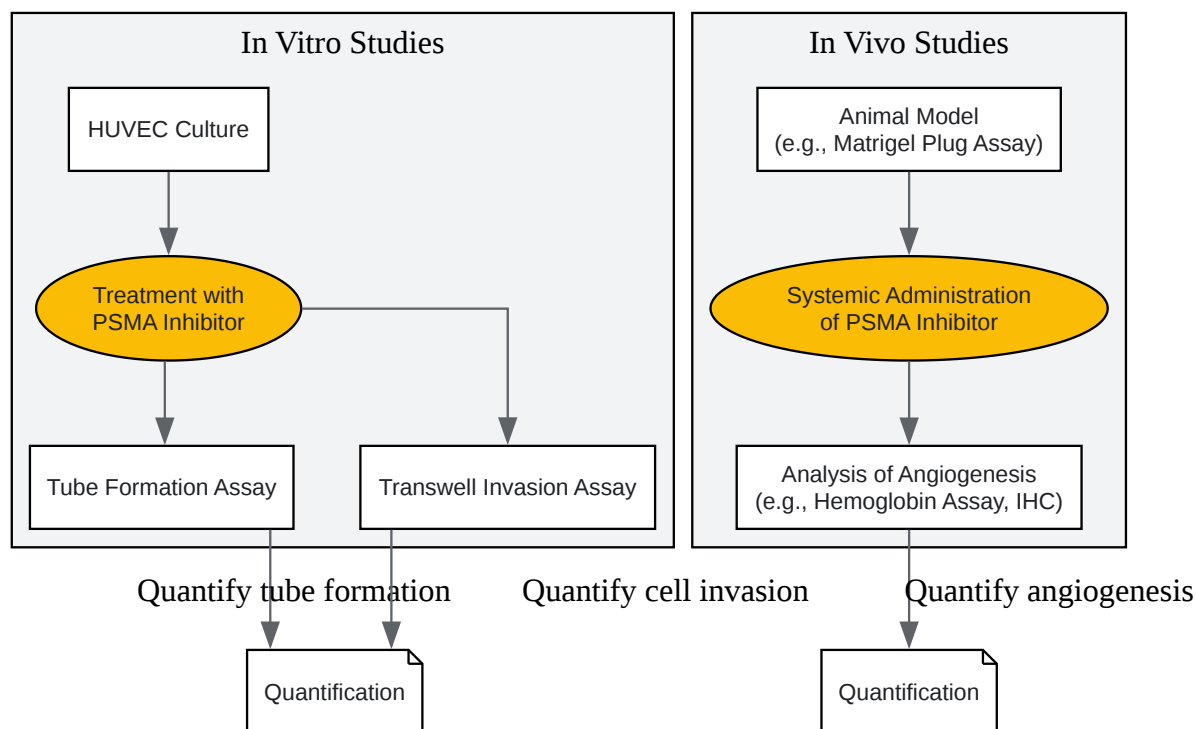 In Vitro Studies
HUVEC Culture
Treatment with
PSMA Inhibitor
Tube Formation Assay
Transwell Invasion Assay
Quantify tube formation
Quantify cell invasion
Quantification
In Vivo Studies
Animal Model
(e.g., Matrigel Plug Assay)
Systemic Administration
of PSMA Inhibitor
Analysis of Angiogenesis
(e.g., Hemoglobin Assay, IHC)
Quantify angiogenesis
Quantification